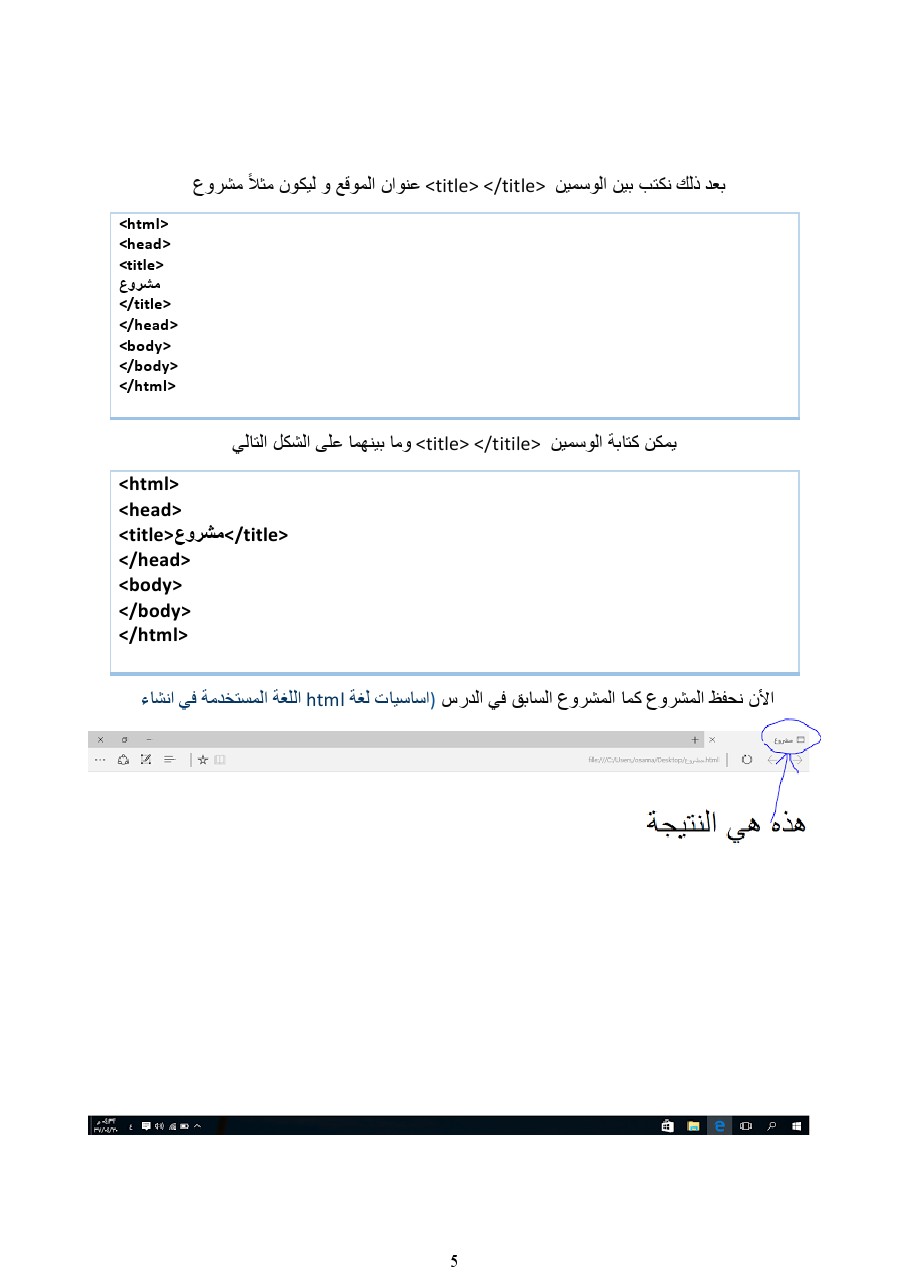 بعد ذلك نكتب بين الوسمين <title> </title> عنوان الموقع و ليكون مثلاً مشروع
<html>
<head>
<title>
مشروع
</title>
</head>
<body>
</body>
</html>
يمكن كتابة الوسمين <title> </titile> وما بينهما على الشكل التالي
<html>
<head>
<title>مشروع</title>
</head>
<body>
</body>
</html>
الأن نحفظ المشروع كما المشروع السابق في الدرس (اساسيات لغة html اللغة المستخدمة في انشاء
مشروع
file:///C:/Users/osama/Desktop/مشروع.html
هذه هي النتيجة
5